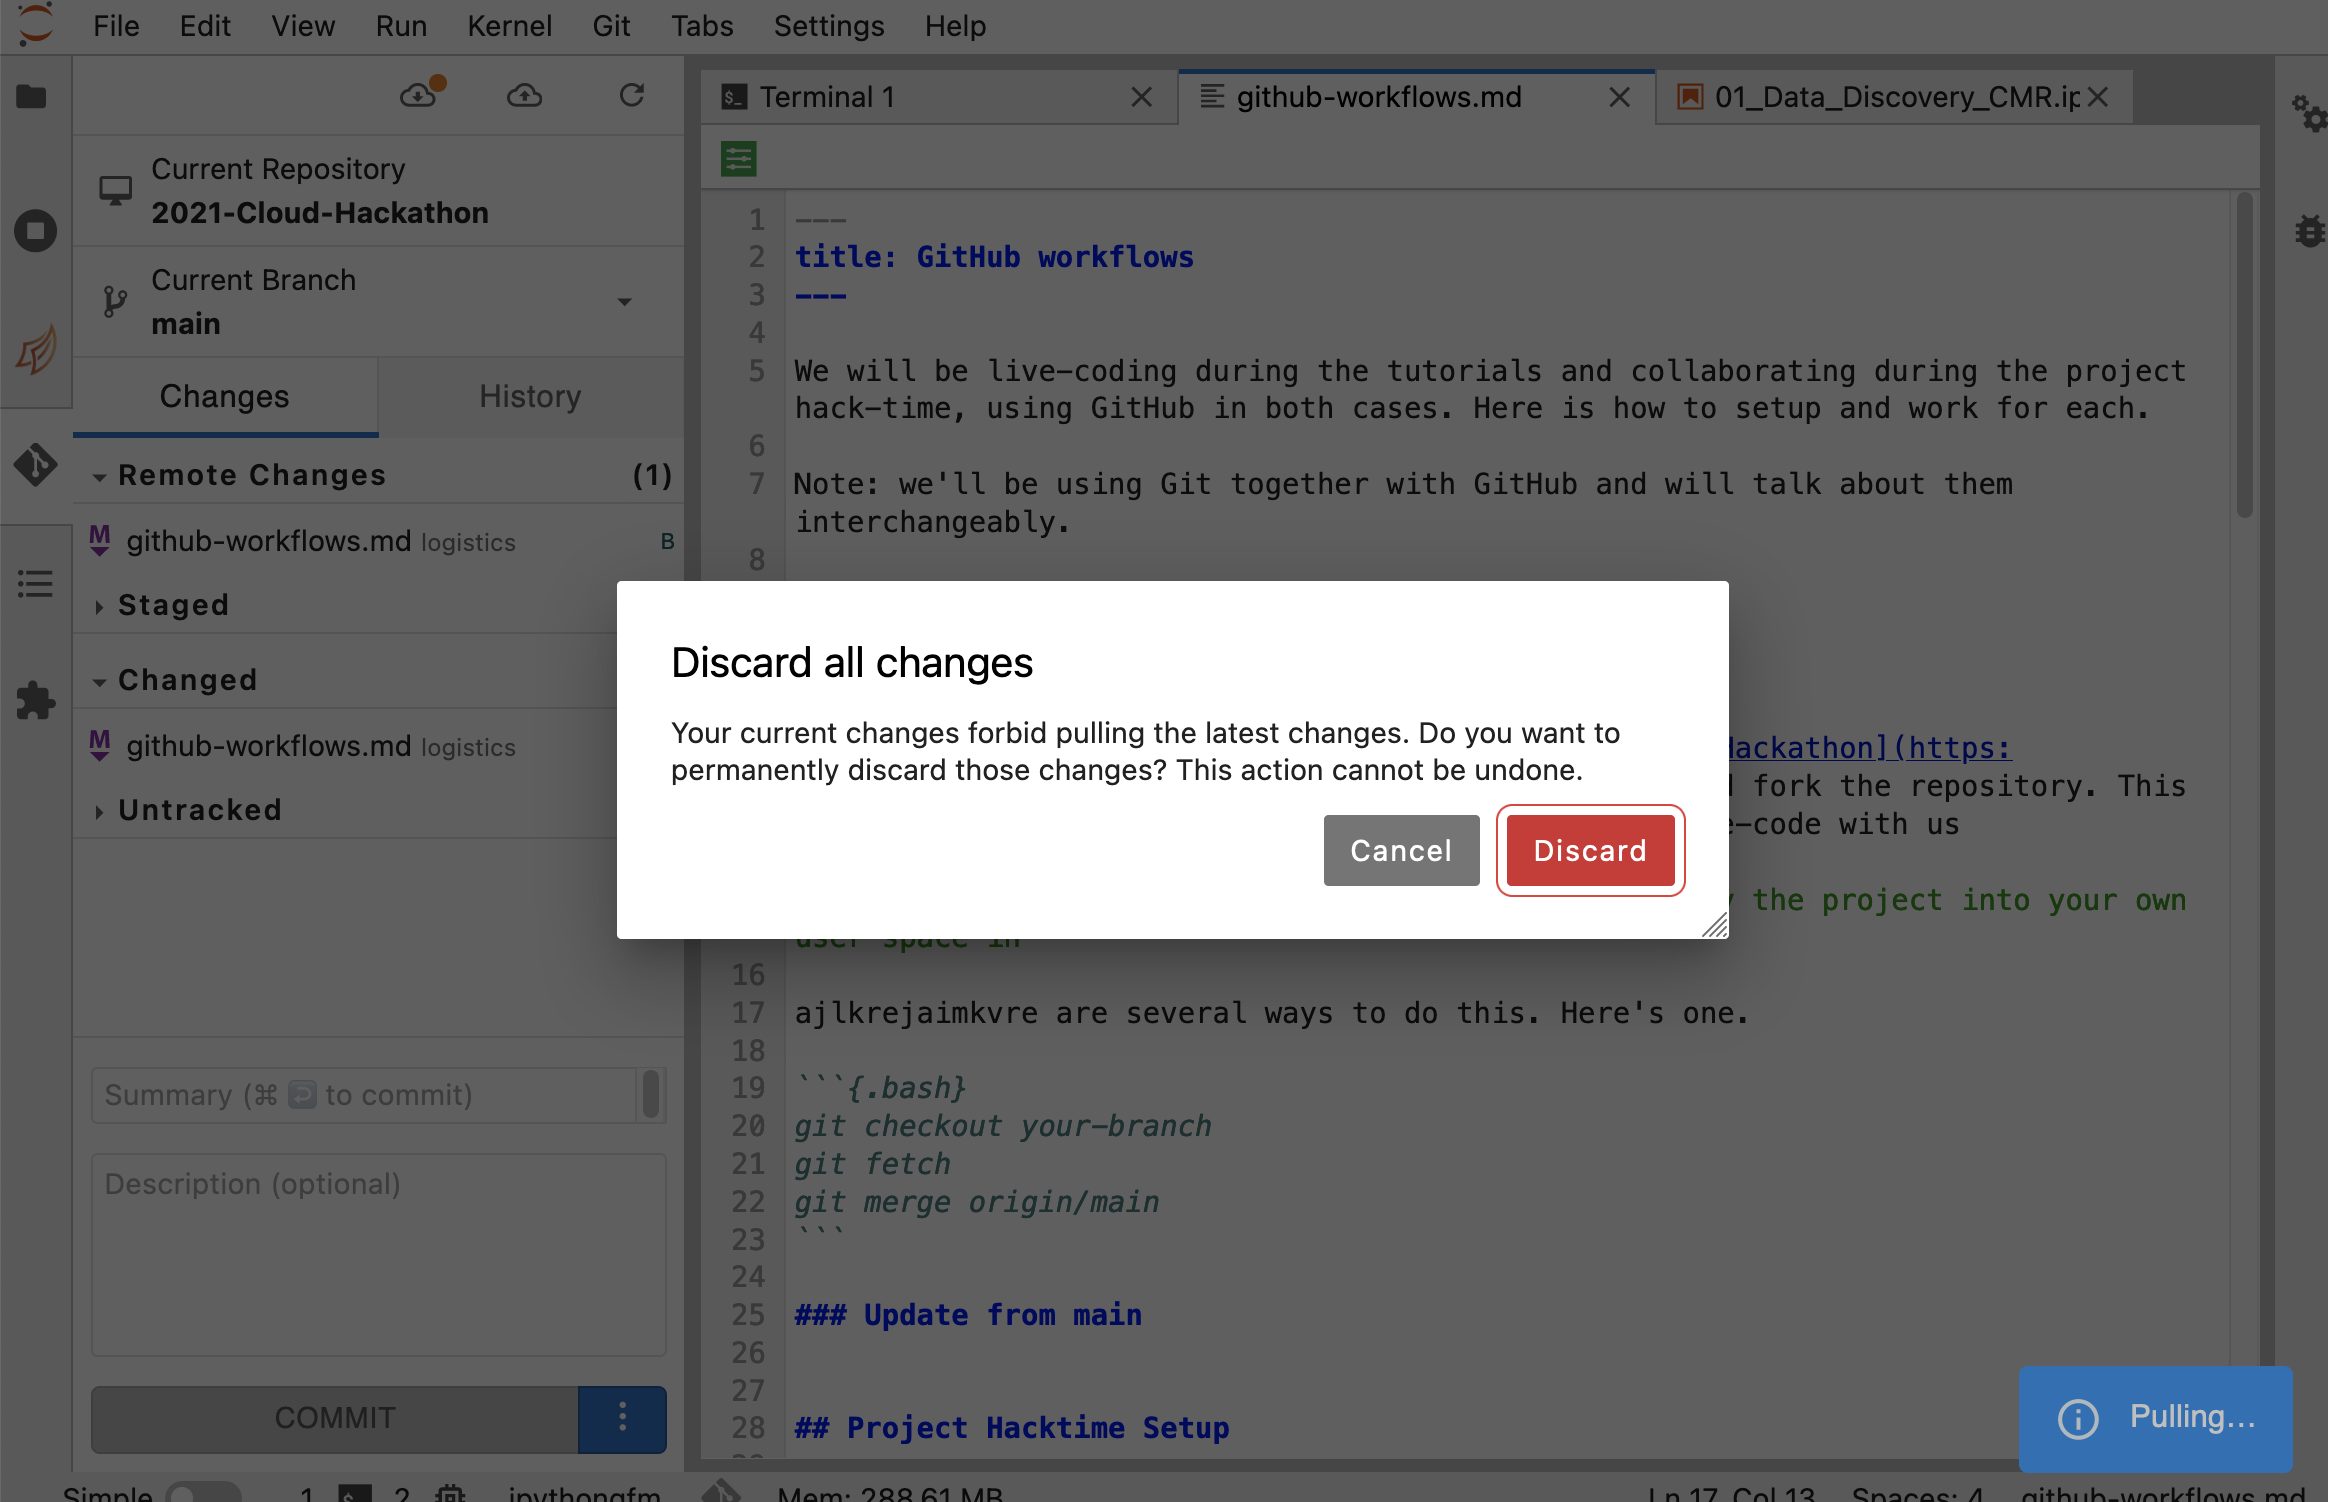 File Edit View Run Kernel Git Tabs Settings Help
Current Repository
2021-Cloud-Hackathon
Current Branch
main
Changes History
Remote Changes (1)
M github-workflows.md logistics B
Staged
Changed
M github-workflows.md logistics
Untracked
Summary (⌘ to commit)
Description (optional)
COMMIT
Terminal 1
github-workflows.md
01_Data_Discovery_CMR.ip
1 ---
2 title: GitHub workflows
3 ---
4
5 We will be live-coding during the tutorials and collaborating during the project
hack-time, using GitHub in both cases. Here is how to setup and work for each.
6
7 Note: we'll be using Git together with GitHub and will talk about them
interchangeably.
8
Hackathon](https:
fork the repository. This
-code with us
the project into your own
user space in
16
17 ajlkrejaimkvre are several ways to do this. Here's one.
18
19 ```{.bash}
20 git checkout your-branch
21 git fetch
22 git merge origin/main
23 ```
24
25 ### Update from main
26
27
28 ## Project Hacktime Setup
Discard all changes
Your current changes forbid pulling the latest changes. Do you want to
permanently discard those changes? This action cannot be undone.
Cancel Discard
Pulling...
Simple 1 $_ 2 ipythongfm Mem: 288.61 MB Ln 17, Col 13 Spaces: 4 github-workflows.md